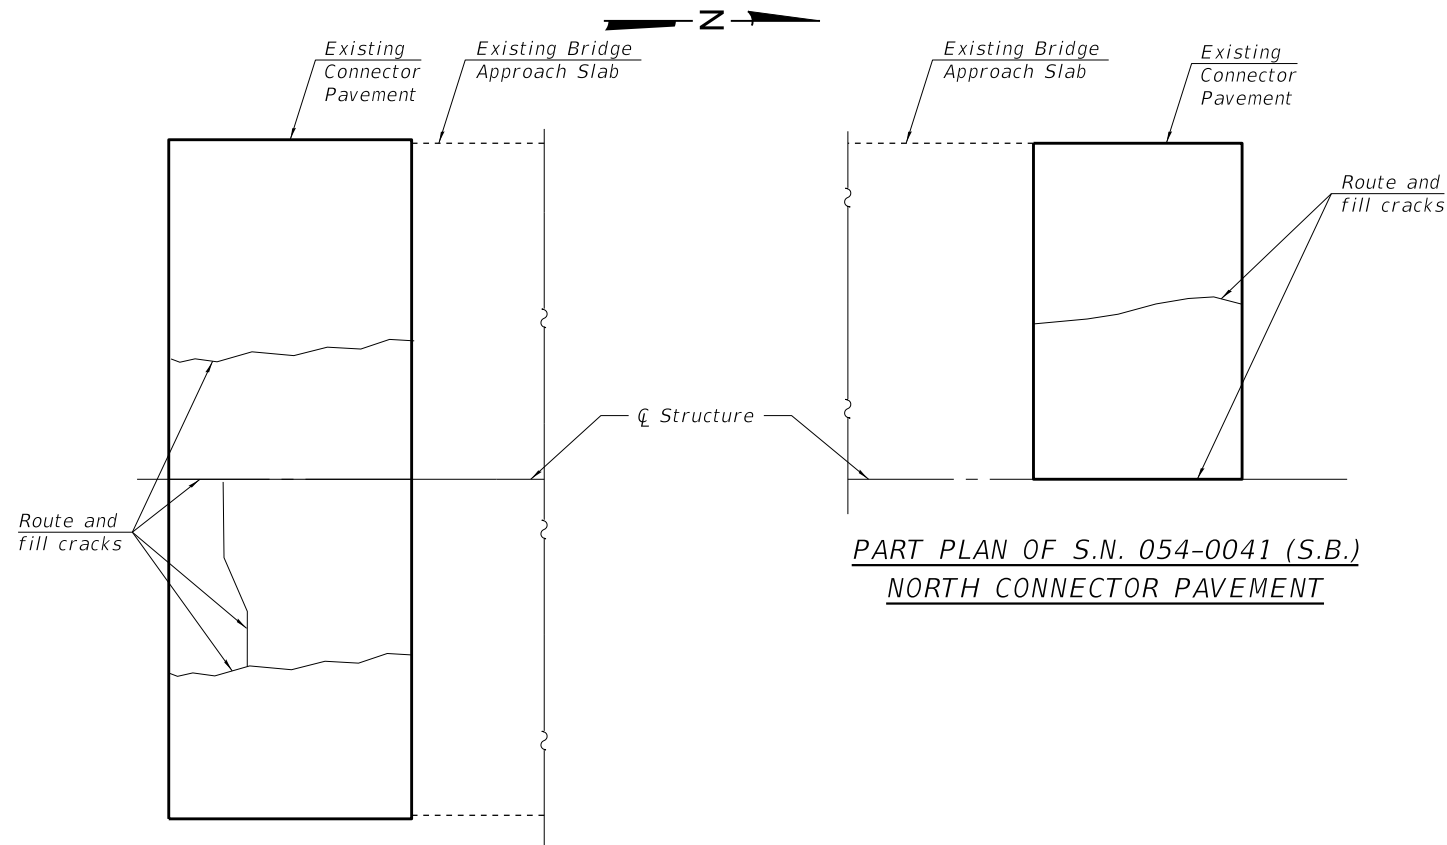 N
Existing
Connector
Pavement
Existing Bridge
Approach Slab
Existing Bridge
Approach Slab
Existing
Connector
Pavement
Route and
fill cracks
℄ Structure
Route and
fill cracks
PART PLAN OF S.N. 054-0041 (S.B.)
NORTH CONNECTOR PAVEMENT